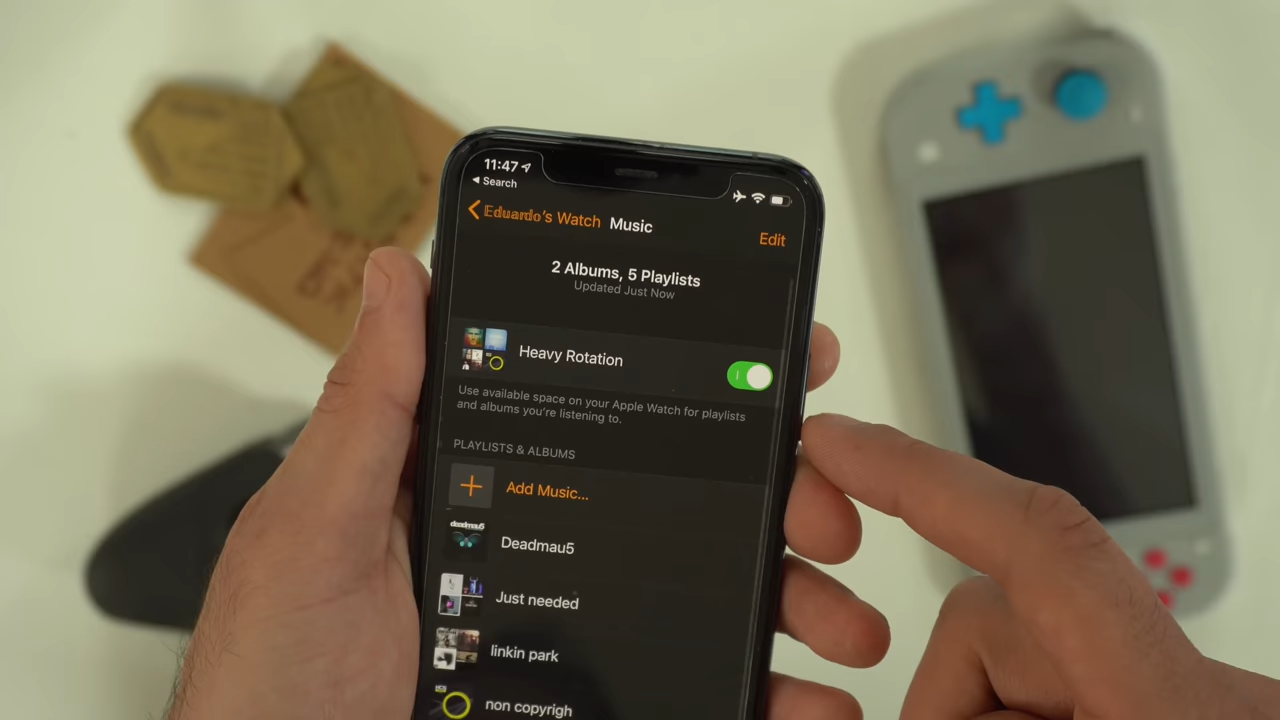 11:47
Search
Eduardo's Watch Music
Edit
2 Albums, 5 Playlists
Updated Just Now
Heavy Rotation
Use available space on your Apple Watch for playlists
and albums you're listening to.
PLAYLISTS & ALBUMS
Add Music...
deadmau5
Deadmau5
Just needed
linkin park
non copyrigh